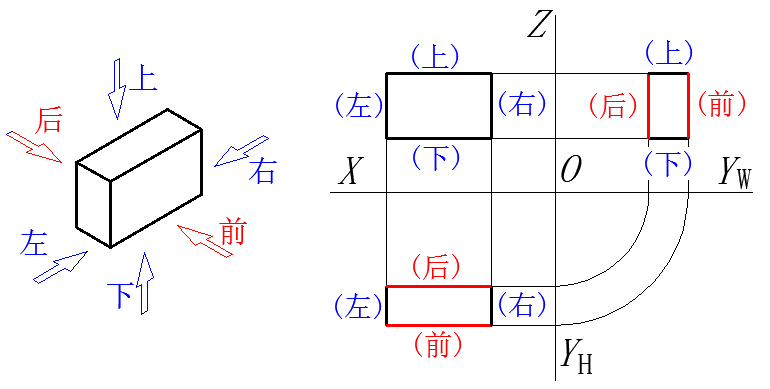 上
后
右
左
前
下
Z
(上)
(上)
(左)
(右)
(后)
(前)
(下)
(下)
X
O
Y_W
(后)
(左)
(右)
(前)
Y_H